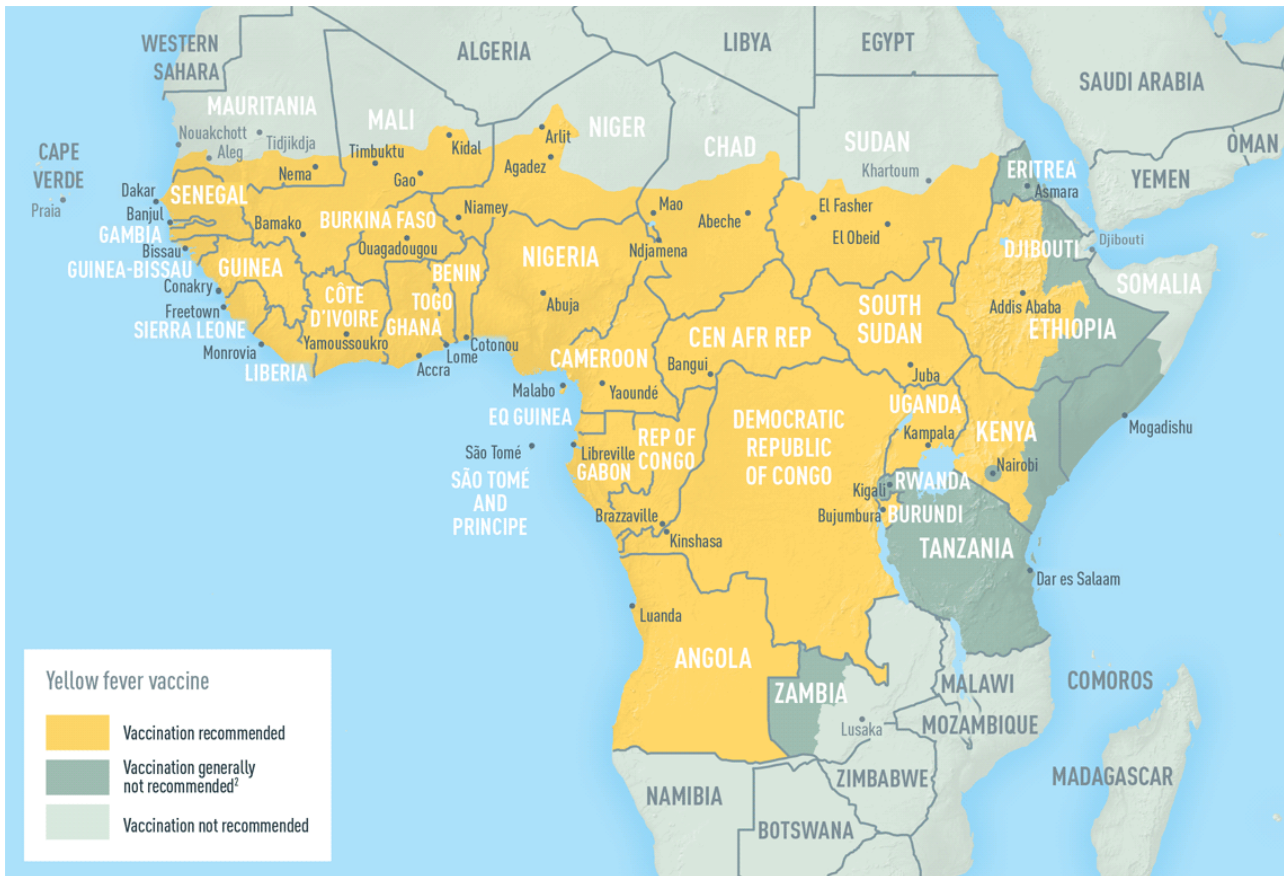 WESTERN
SAHARA
ALGERIA
LIBYA
EGYPT
SAUDI ARABIA
OMAN
YEMEN
MAURITANIA
Nouakchott
Tidjikdja
Aleg
Nema
MALI
Timbuktu
Kidal
Gao
Bamako
NIGER
Arlit
Agadez
Niamey
CHAD
Mao
Abeche
Ndjamena
SUDAN
Khartoum
El Fasher
El Obeid
ERITREA
Asmara
CAPE
VERDE
Praia
Dakar
SENEGAL
Banjul
GAMBIA
Bissau
GUINEA-BISSAU
GUINEA
Conakry
Freetown
SIERRA LEONE
Monrovia
LIBERIA
BURKINA FASO
Ouagadougou
CÔTE
D'IVOIRE
Yamoussoukro
BENIN
TOGO
GHANA
Cotonou
Lome
Accra
NIGERIA
Abuja
DJIBOUTI
Djibouti
SOMALIA
Addis Ababa
ETHIOPIA
SOUTH
SUDAN
Juba
CEN AFR REP
Bangui
CAMEROON
Yaoundé
Malabo
EQ GUINEA
São Tomé
SÃO TOMÉ
AND
PRINCIPE
Libreville
GABON
REP OF
CONGO
Brazzaville
Kinshasa
DEMOCRATIC
REPUBLIC
OF CONGO
UGANDA
Kampala
KENYA
Nairobi
Mogadishu
Kigali
RWANDA
Bujumbura
BURUNDI
TANZANIA
Dar es Salaam
Luanda
ANGOLA
ZAMBIA
Lusaka
MALAWI
MOZAMBIQUE
COMOROS
ZIMBABWE
MADAGASCAR
NAMIBIA
BOTSWANA
Yellow fever vaccine
Vaccination recommended
Vaccination generally
not recommended²
Vaccination not recommended